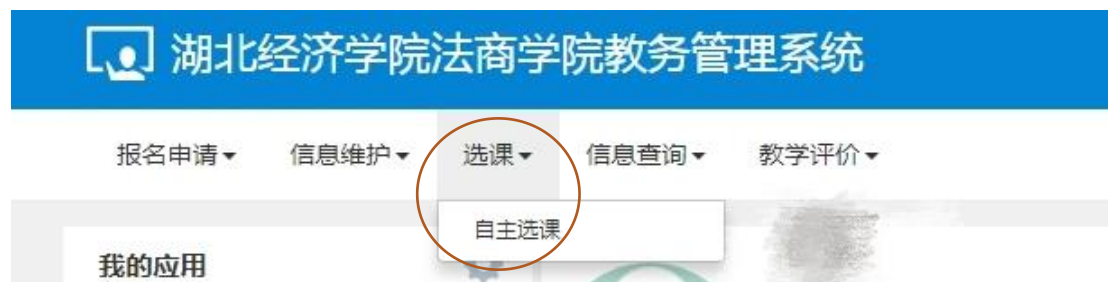 湖北经济学院法商学院教务管理系统
报名申请 信息维护 选课 信息查询 教学评价
自主选课
我的应用